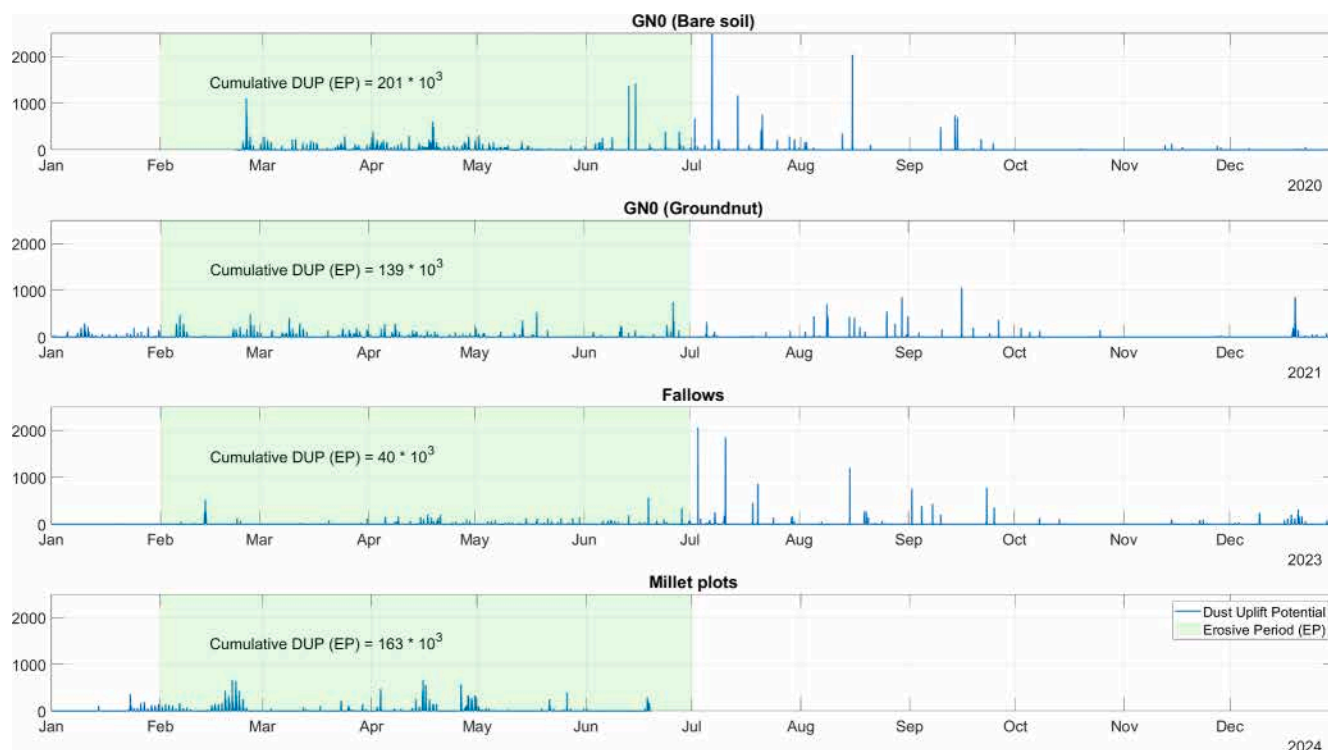 GN0 (Bare soil)
2000
Cumulative DUP (EP) = 201 * 10^3
1000
0
Jan Feb Mar Apr May Jun Jul Aug Sep Oct Nov Dec
2020
GN0 (Groundnut)
2000
Cumulative DUP (EP) = 139 * 10^3
1000
0
Jan Feb Mar Apr May Jun Jul Aug Sep Oct Nov Dec
2021
Fallows
2000
Cumulative DUP (EP) = 40 * 10^3
1000
0
Jan Feb Mar Apr May Jun Jul Aug Sep Oct Nov Dec
2023
Millet plots
2000
Dust Uplift Potential
Erosive Period (EP)
Cumulative DUP (EP) = 163 * 10^3
1000
0
Jan Feb Mar Apr May Jun Jul Aug Sep Oct Nov Dec
2024